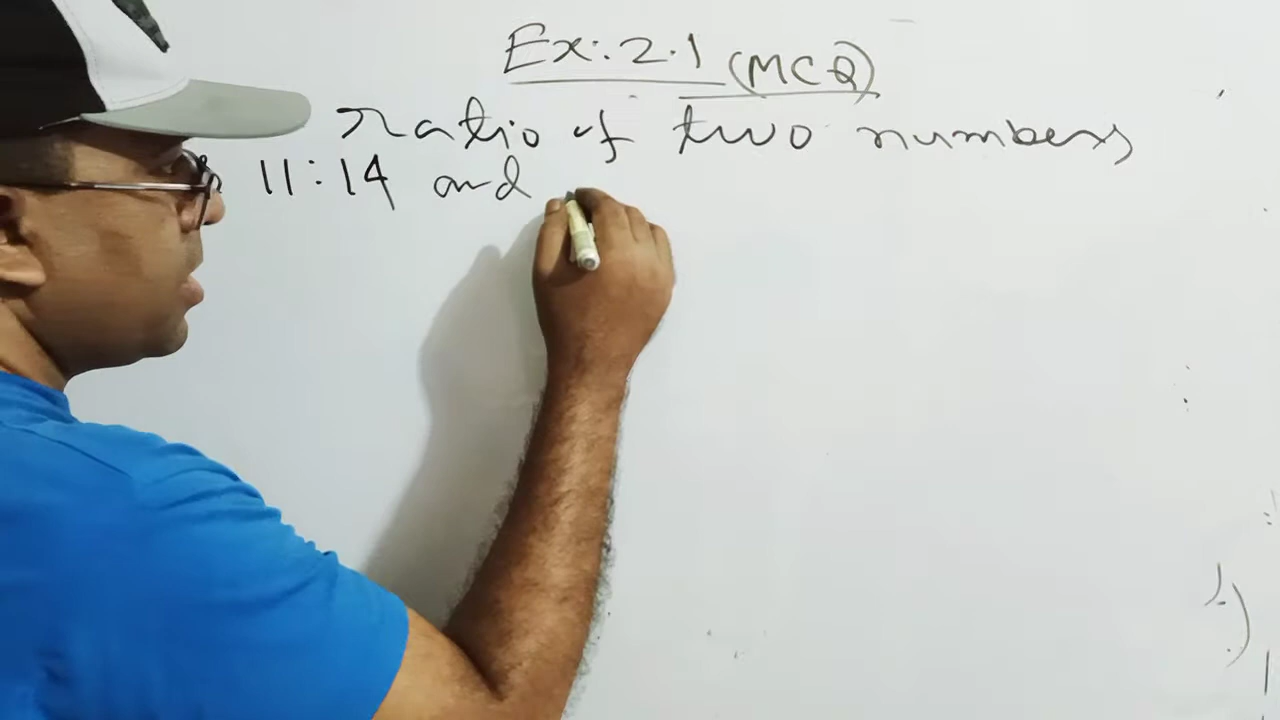 Ex: 2.1 (MCQ)
ratio of two numbers
11:14 and